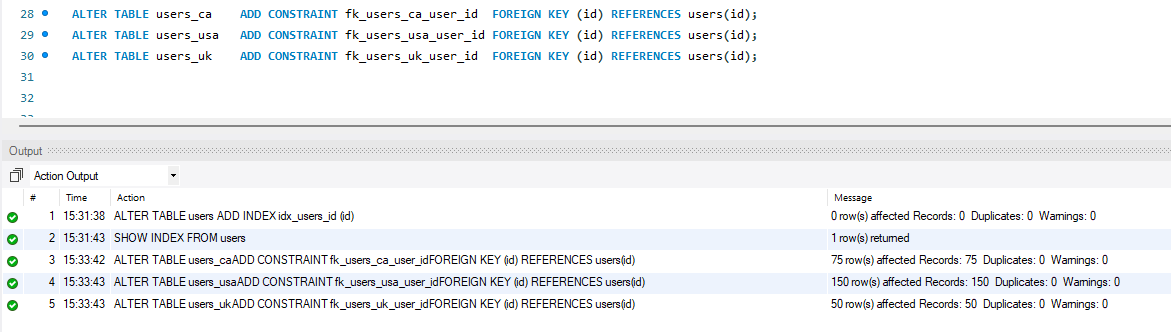 28 ALTER TABLE users_ca ADD CONSTRAINT fk_users_ca_user_id FOREIGN KEY (id) REFERENCES users(id);
29 ALTER TABLE users_usa ADD CONSTRAINT fk_users_usa_user_id FOREIGN KEY (id) REFERENCES users(id);
30 ALTER TABLE users_uk ADD CONSTRAINT fk_users_uk_user_id FOREIGN KEY (id) REFERENCES users(id);
31
32
Output
Action Output
# Time Action Message
1 15:31:38 ALTER TABLE users ADD INDEX idx_users_id (id) 0 row(s) affected Records: 0 Duplicates: 0 Warnings: 0
2 15:31:43 SHOW INDEX FROM users 1 row(s) returned
3 15:33:42 ALTER TABLE users_caADD CONSTRAINT fk_users_ca_user_idFOREIGN KEY (id) REFERENCES users(id) 75 row(s) affected Records: 75 Duplicates: 0 Warnings: 0
4 15:33:43 ALTER TABLE users_usaADD CONSTRAINT fk_users_usa_user_idFOREIGN KEY (id) REFERENCES users(id) 150 row(s) affected Records: 150 Duplicates: 0 Warnings: 0
5 15:33:43 ALTER TABLE users_ukADD CONSTRAINT fk_users_uk_user_idFOREIGN KEY (id) REFERENCES users(id) 50 row(s) affected Records: 50 Duplicates: 0 Warnings: 0